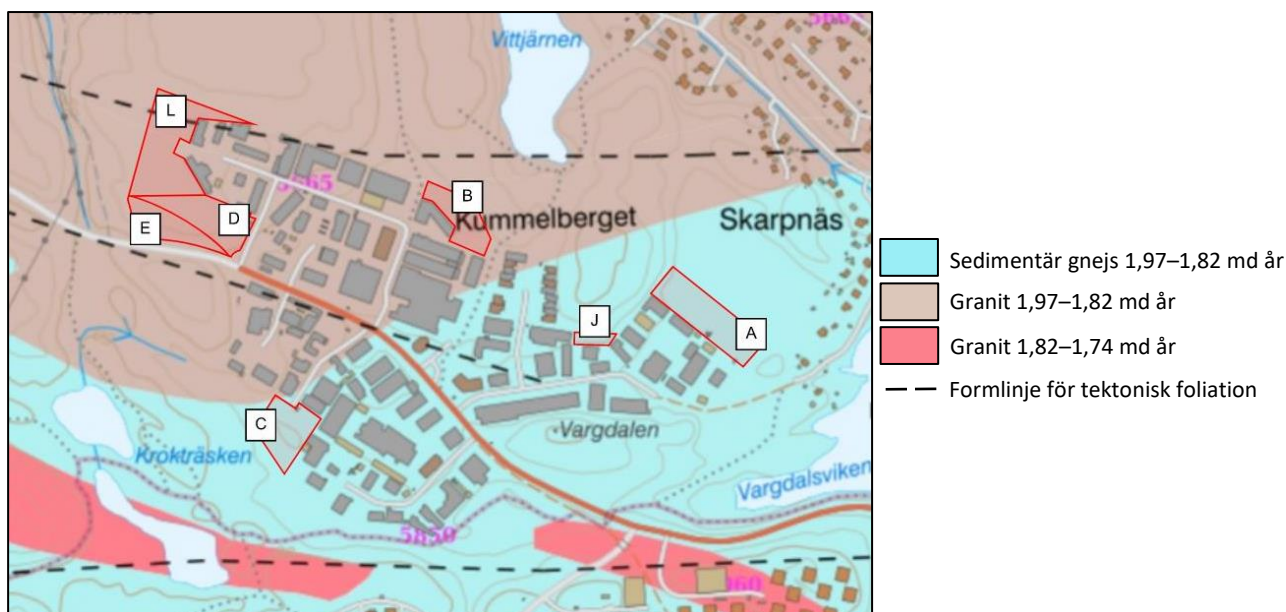 Vittjärnen
L
5665
B
Kummelberget
Skarpnäs
D
E
J
A
C
Vargdalen
Krokträsken
Vargdalsviken
5850
Sedimentär gnejs 1,97–1,82 md år
Granit 1,97–1,82 md år
Granit 1,82–1,74 md år
Formlinje för tektonisk foliation